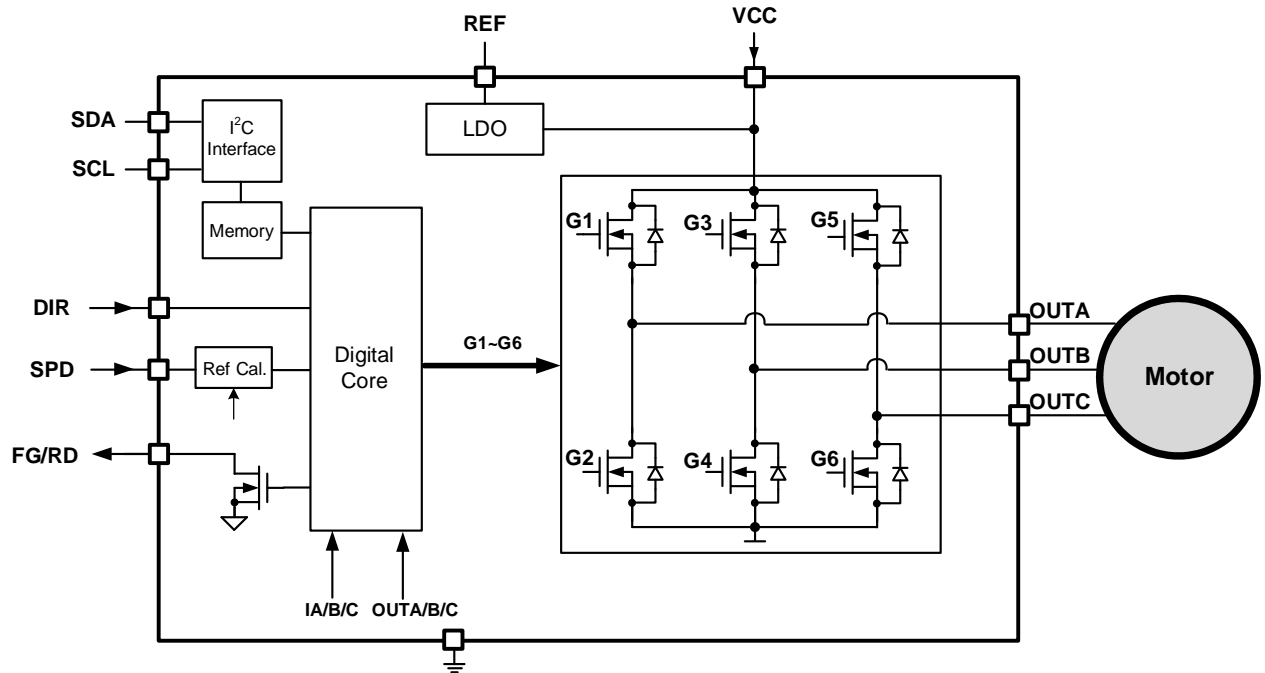 REF
VCC
SDA
SCL
I²C
Interface
LDO
Memory
G1
G3
G5
DIR
SPD
Ref Cal.
Digital
Core
G1~G6
OUTA
OUTB
OUTC
Motor
FG/RD
G2
G4
G6
IA/B/C
OUTA/B/C